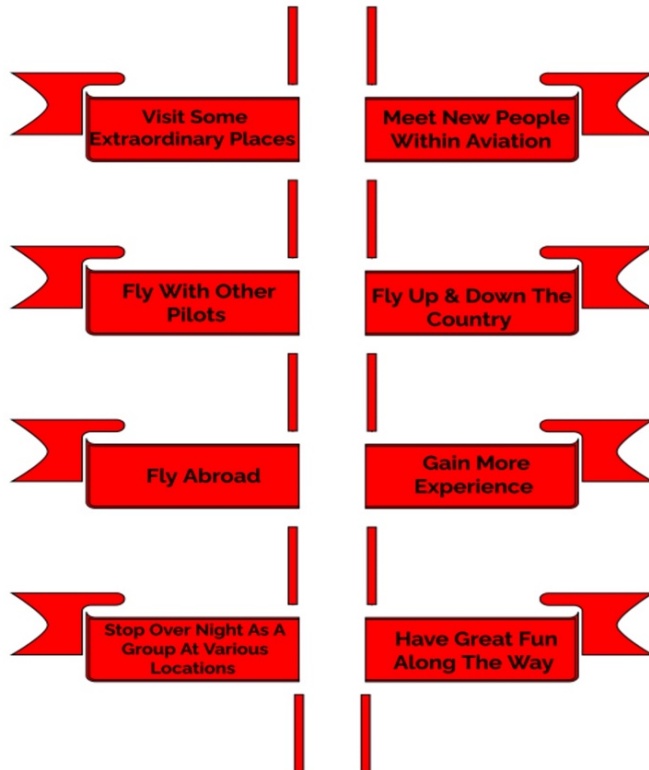 Visit Some
Extraordinary Places
Meet New People
Within Aviation
Fly With Other
Pilots
Fly Up & Down The
Country
Fly Abroad
Gain More
Experience
Stop Over Night As A
Group At Various
Locations
Have Great Fun
Along The Way